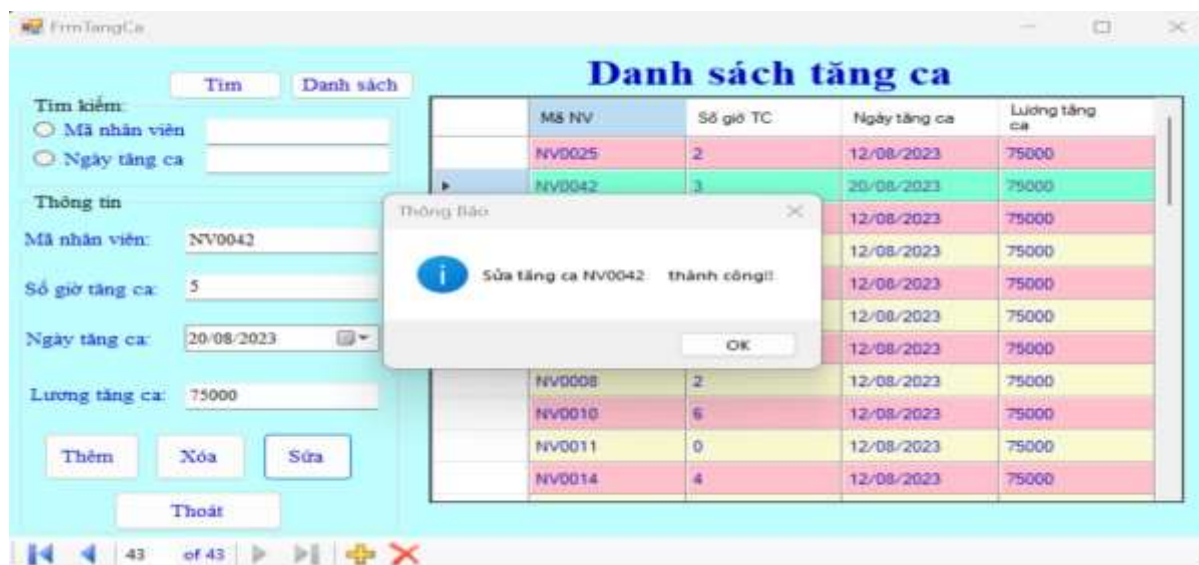 FrmTangCa
Tìm
Danh sách
Tìm kiếm:
Mã nhân viên
Ngày tăng ca
Thông tin
Mã nhân viên:
NV0042
Số giờ tăng ca:
5
Ngày tăng ca:
20/08/2023
Lương tăng ca:
75000
Thêm
Xóa
Sửa
Thoát
43 of 43
Danh sách tăng ca
Mã NV
Số giờ TC
Ngày tăng ca
Lương tăng
ca
NV0025 2 12/08/2023 75000
NV0042 3 20/08/2023 75000
12/08/2023 75000
12/08/2023 75000
12/08/2023 75000
12/08/2023 75000
12/08/2023 75000
NV0008 2 12/08/2023 75000
NV0010 6 12/08/2023 75000
NV0011 0 12/08/2023 75000
NV0014 4 12/08/2023 75000
Thông Báo
Sửa tăng ca NV0042 thành công!!
OK